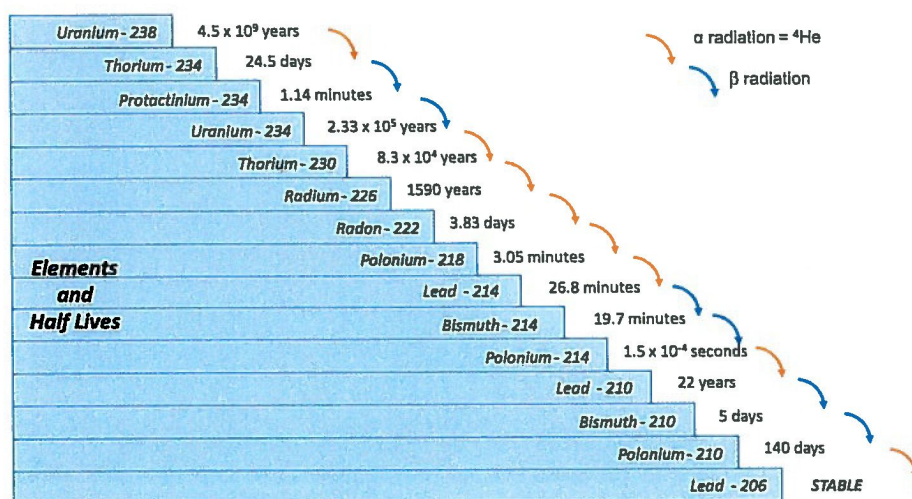 Uranium - 238 4.5 x 10⁹ years
α radiation = ⁴He
Thorium - 234 24.5 days
β radiation
Protactinium - 234 1.14 minutes
Uranium - 234 2.33 x 10⁵ years
Thorium - 230 8.3 x 10⁴ years
Radium - 226 1590 years
Radon - 222 3.83 days
Polonium - 218 3.05 minutes
Elements
and
Half Lives
Lead - 214 26.8 minutes
Bismuth - 214 19.7 minutes
Polonium - 214 1.5 x 10⁻⁴ seconds
Lead - 210 22 years
Bismuth - 210 5 days
Polonium - 210 140 days
Lead - 206 STABLE